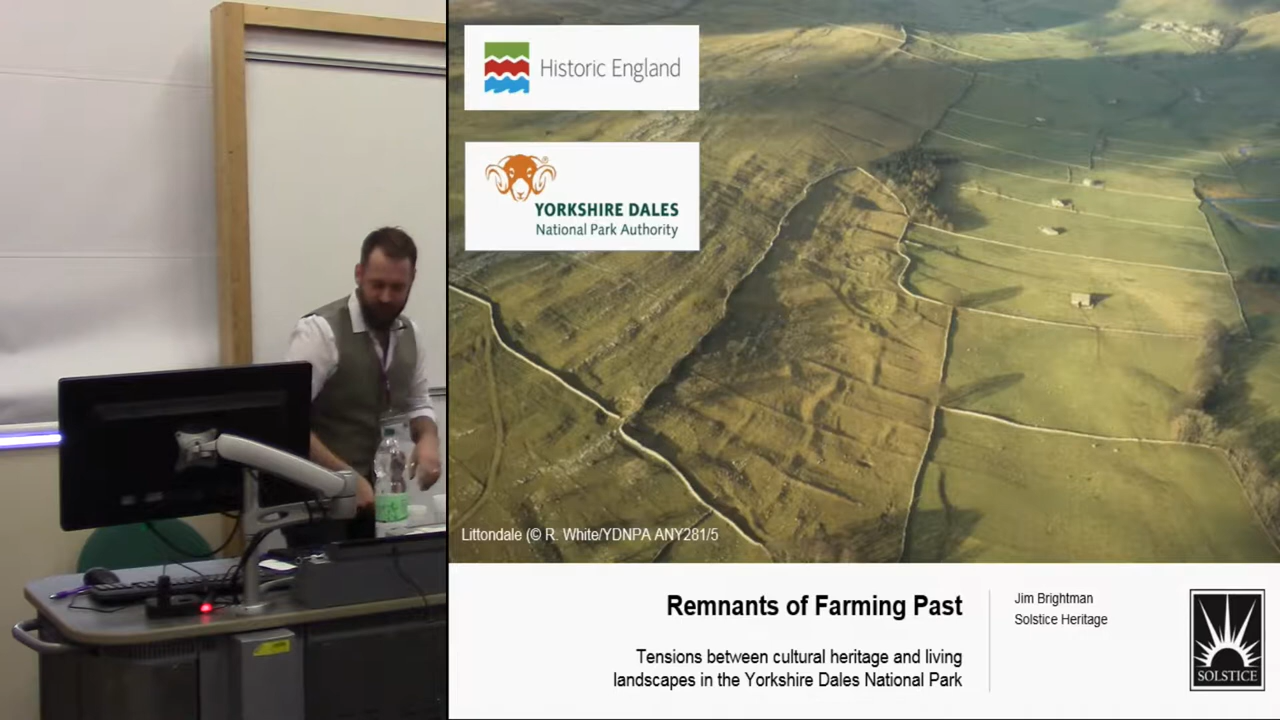 Historic England
YORKSHIRE DALES
National Park Authority
Littondale (© R. White/YDNPA ANY281/5
Remnants of Farming Past
Tensions between cultural heritage and living
landscapes in the Yorkshire Dales National Park
Jim Brightman
Solstice Heritage
SOLSTICE